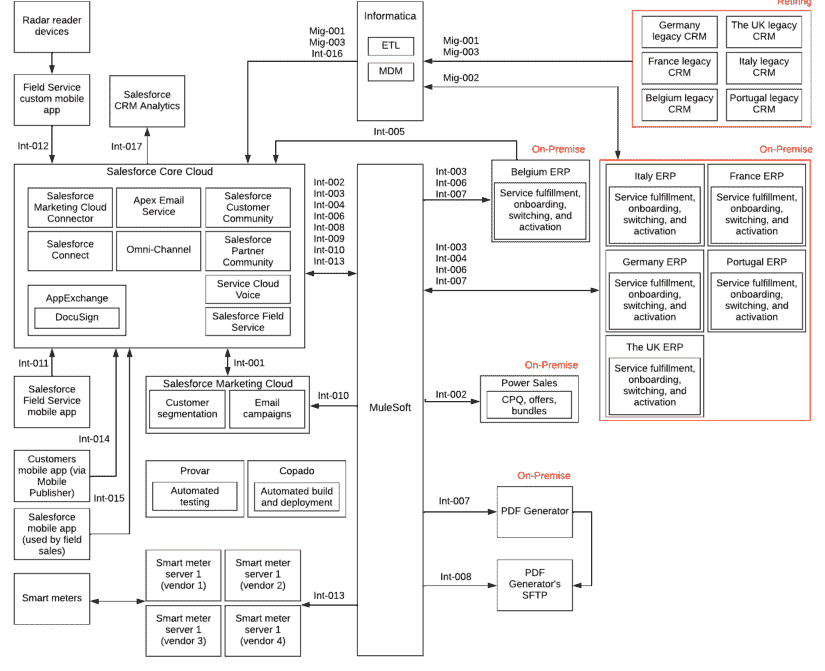 Retiring
Radar reader
devices
Informatica
ETL
MDM
Mig-001
Mig-003
Int-016
Mig-001
Mig-003
Mig-002
Germany
legacy CRM
The UK legacy
CRM
France legacy
CRM
Italy legacy
CRM
Belgium legacy
CRM
Portugal legacy
CRM
Field Service
custom mobile
app
Salesforce
CRM Analytics
Int-012
Int-017
Int-005
On-Premise
On-Premise
Salesforce Core Cloud
Salesforce
Marketing Cloud
Connector
Apex Email
Service
Salesforce
Customer
Community
Salesforce
Connect
Omni-Channel
Salesforce
Partner
Community
Service Cloud
Voice
AppExchange
DocuSign
Salesforce Field
Service
Int-002
Int-003
Int-004
Int-006
Int-008
Int-009
Int-010
Int-013
Int-003
Int-006
Int-007
Belgium ERP
Service fulfillment,
onboarding,
switching, and
activation
Italy ERP
Service fulfillment,
onboarding,
switching, and
activation
France ERP
Service fulfillment,
onboarding,
switching, and
activation
Int-003
Int-004
Int-006
Int-007
Germany ERP
Service fulfillment,
onboarding,
switching, and
activation
Portugal ERP
Service fulfillment,
onboarding,
switching, and
activation
The UK ERP
Service fulfillment,
onboarding,
switching, and
activation
Int-011
Int-001
Salesforce
Field Service
mobile app
Salesforce Marketing Cloud
Customer
segmentation
Email
campaigns
Int-010
MuleSoft
Int-002
On-Premise
Power Sales
CPQ, offers,
bundles
Int-014
Customers
mobile app (via
Mobile
Publisher)
Int-015
Salesforce
mobile app
(used by field
sales)
Provar
Automated
testing
Copado
Automated build
and deployment
On-Premise
Int-007
PDF Generator
Int-008
PDF
Generator's
SFTP
Smart meters
Smart meter
server 1
(vendor 1)
Smart meter
server 1
(vendor 2)
Smart meter
server 1
(vendor 3)
Smart meter
server 1
(vendor 4)
Int-013